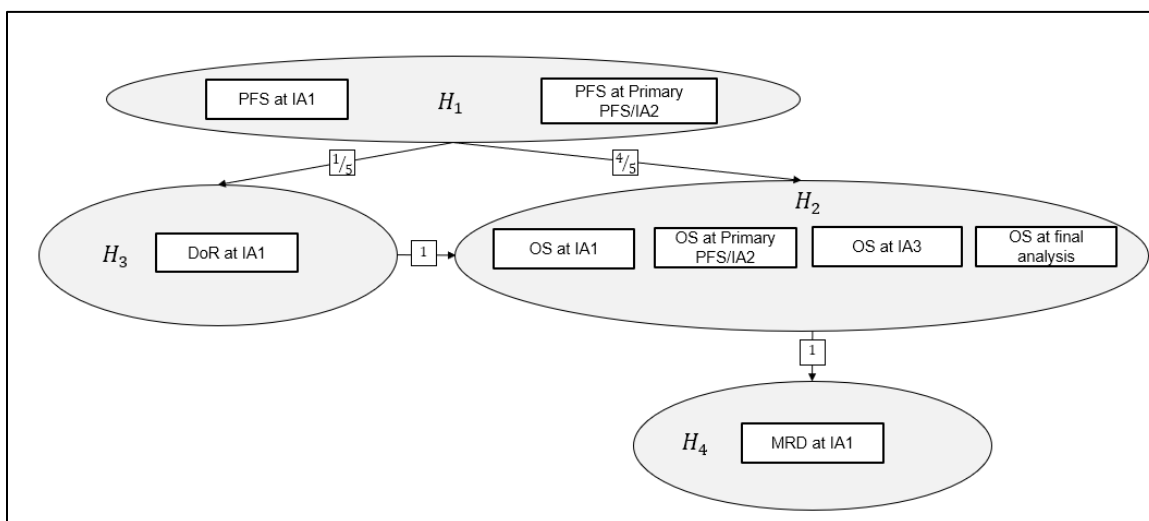 PFS at IA1
H₁
PFS at Primary
PFS/IA2
1/5
4/5
H₃
DoR at IA1
1
H₂
OS at IA1
OS at Primary
PFS/IA2
OS at IA3
OS at final
analysis
1
H₄
MRD at IA1